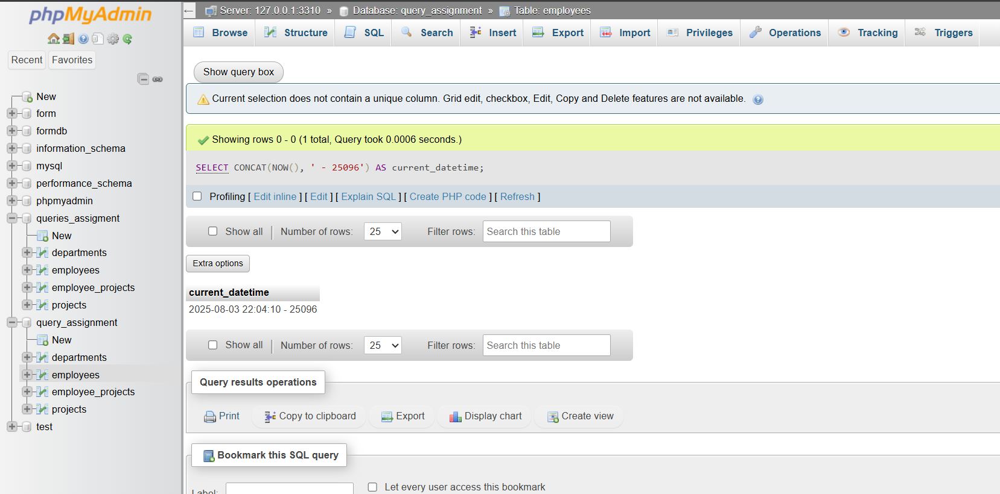 phpMyAdmin
Recent
Favorites
New
form
formdb
information_schema
mysql
performance_schema
phpmyadmin
queries_assigment
New
departments
employees
employee_projects
projects
query_assignment
New
departments
employees
employee_projects
projects
test
Server: 127.0.0.1:3310 » Database: query_assignment » Table: employees
Browse Structure SQL Search Insert Export Import Privileges Operations Tracking Triggers
Show query box
Current selection does not contain a unique column. Grid edit, checkbox, Edit, Copy and Delete features are not available.
Showing rows 0 - 0 (1 total, Query took 0.0006 seconds.)
SELECT CONCAT(NOW(), ' - 25096') AS current_datetime;
Profiling [ Edit inline ] [ Edit ] [ Explain SQL ] [ Create PHP code ] [ Refresh ]
Show all | Number of rows: 25 Filter rows: Search this table
Extra options
current_datetime
2025-08-03 22:04:10 - 25096
Show all | Number of rows: 25 Filter rows: Search this table
Query results operations
Print Copy to clipboard Export Display chart Create view
Bookmark this SQL query
Label: Let every user access this bookmark